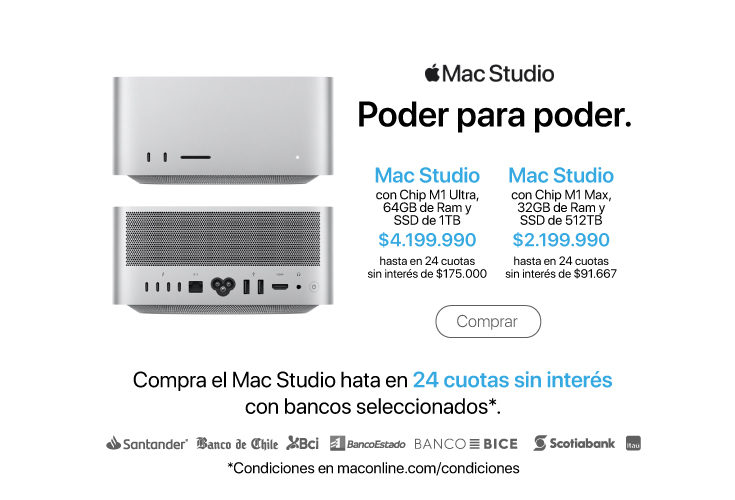 Mac Studio
Poder para poder.
Mac Studio
con Chip M1 Ultra,
64GB de Ram y
SSD de 1TB
$4.199.990
hasta en 24 cuotas
sin interés de $175.000
Mac Studio
con Chip M1 Max,
32GB de Ram y
SSD de 512TB
$2.199.990
hasta en 24 cuotas
sin interés de $91.667
Comprar
Compra el Mac Studio hata en 24 cuotas sin interés
con bancos seleccionados*.
Santander Banco de Chile Bci BancoEstado BANCO BICE Scotiabank Itaú
*Condiciones en maconline.com/condiciones